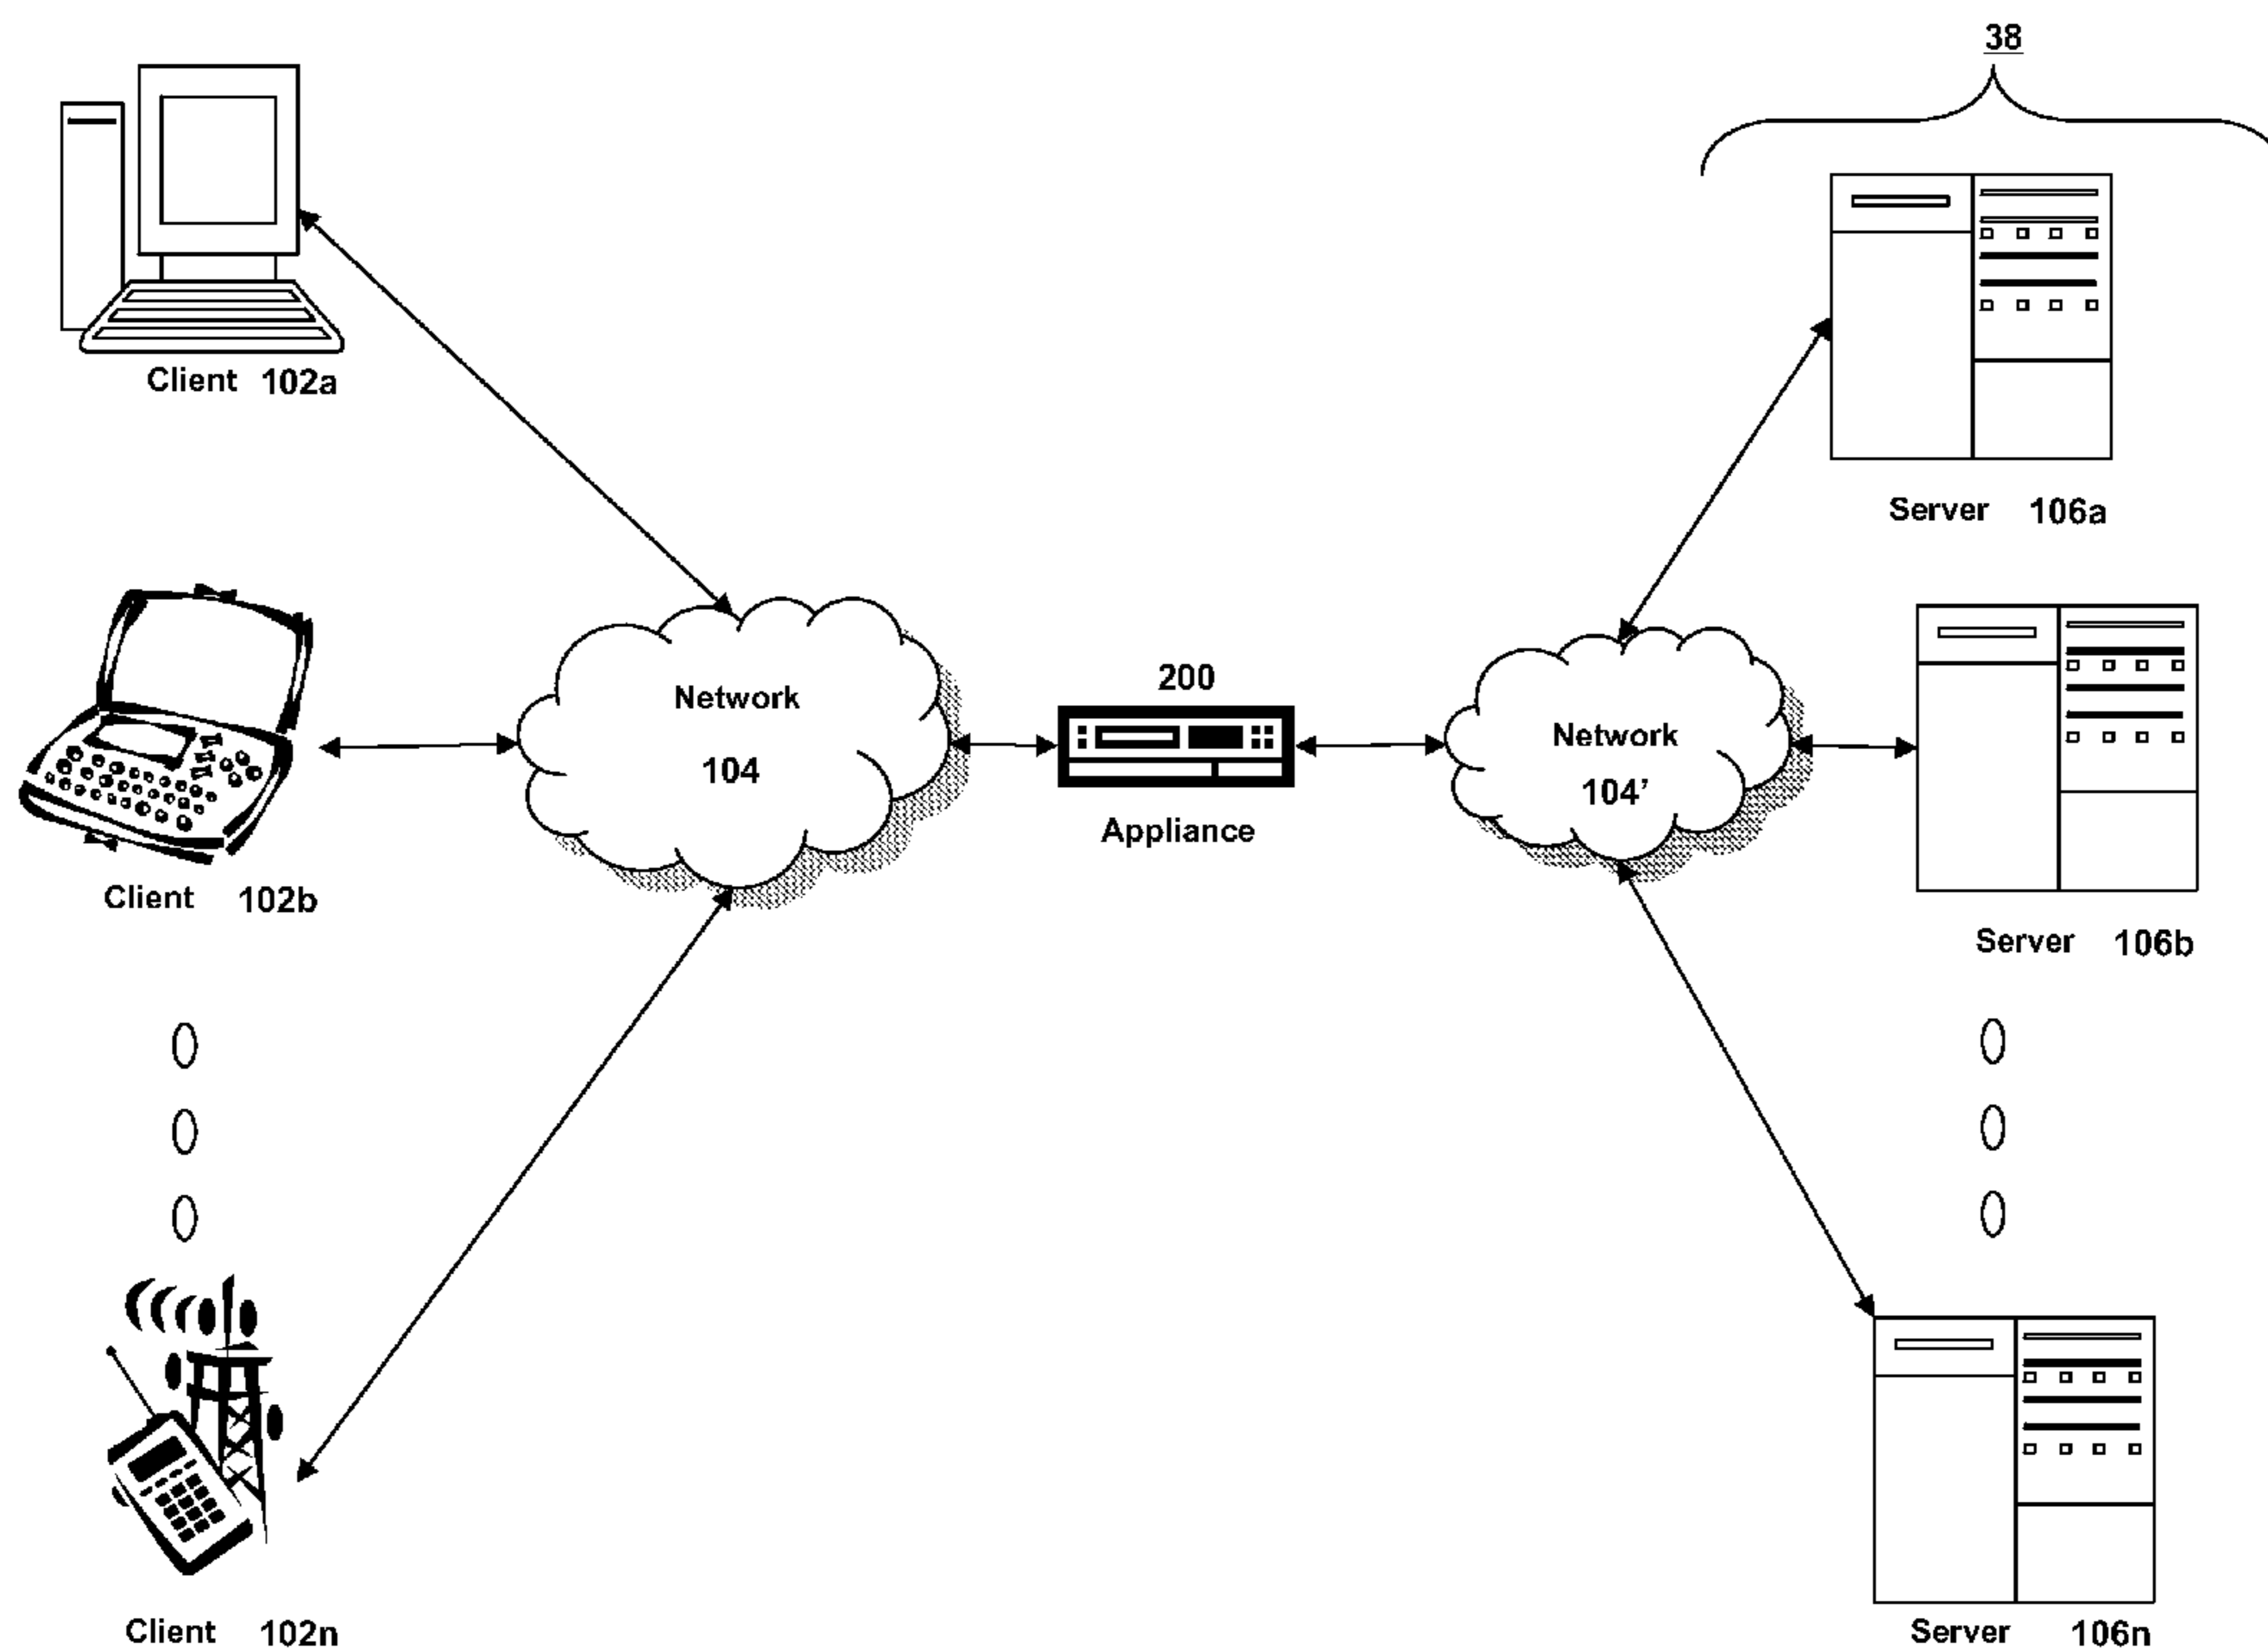 38
Client 102a
Server 106a
200
Network
104
Network
104’
Appliance
Client 102b
Server 106b
Client 102n
Server 106n